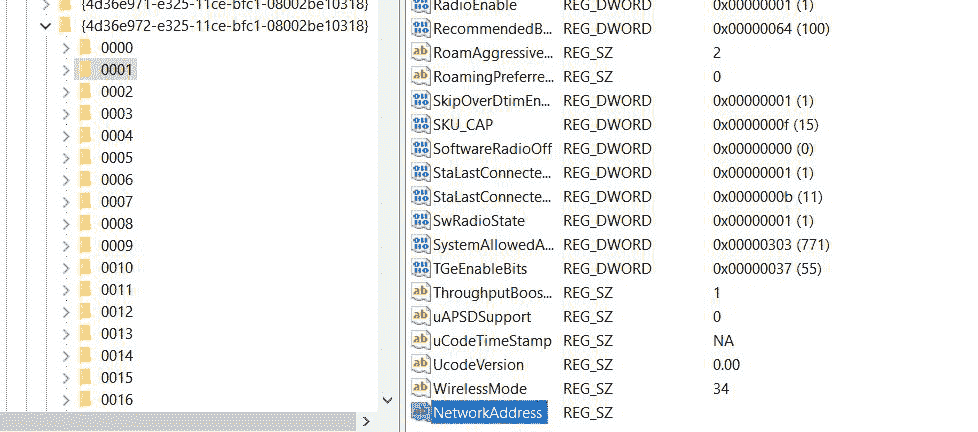 {4d36e971-e325-11ce-bfc1-08002be10318}
{4d36e972-e325-11ce-bfc1-08002be10318}
0000
0001
0002
0003
0004
0005
0006
0007
0008
0009
0010
0011
0012
0013
0014
0015
0016
RadioEnable REG_DWORD 0x00000001 (1)
RecommendedB... REG_DWORD 0x00000064 (100)
RoamAggressive... REG_SZ 2
RoamingPreferre... REG_SZ 0
SkipOverDtimEn... REG_DWORD 0x00000001 (1)
SKU_CAP REG_DWORD 0x0000000f (15)
SoftwareRadioOff REG_DWORD 0x00000000 (0)
StaLastConnecte... REG_DWORD 0x00000001 (1)
StaLastConnecte... REG_DWORD 0x0000000b (11)
SwRadioState REG_DWORD 0x00000001 (1)
SystemAllowedA... REG_DWORD 0x00000303 (771)
TGeEnableBits REG_DWORD 0x00000037 (55)
ThroughputBoos... REG_SZ 1
uAPSDSupport REG_SZ 0
uCodeTimeStamp REG_SZ NA
UcodeVersion REG_SZ 0.00
WirelessMode REG_SZ 34
NetworkAddress REG_SZ